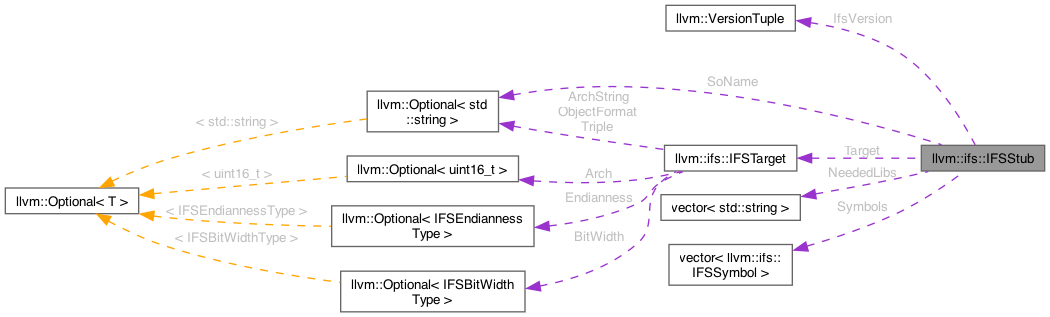 llvm::VersionTuple
IfsVersion
SoName
llvm::Optional< std
::string >
ArchString
ObjectFormat
Triple
< std::string >
llvm::ifs::IFSTarget
Target
llvm::ifs::IFSStub
llvm::Optional< uint16_t >
Arch
NeededLibs
< uint16_t >
Endianness
llvm::Optional< T >
< IFSEndiannessType >
llvm::Optional< IFSEndianness
Type >
vector< std::string >
Symbols
< IFSBitWidthType >
BitWidth
vector< llvm::ifs::
IFSSymbol >
llvm::Optional< IFSBitWidth
Type >